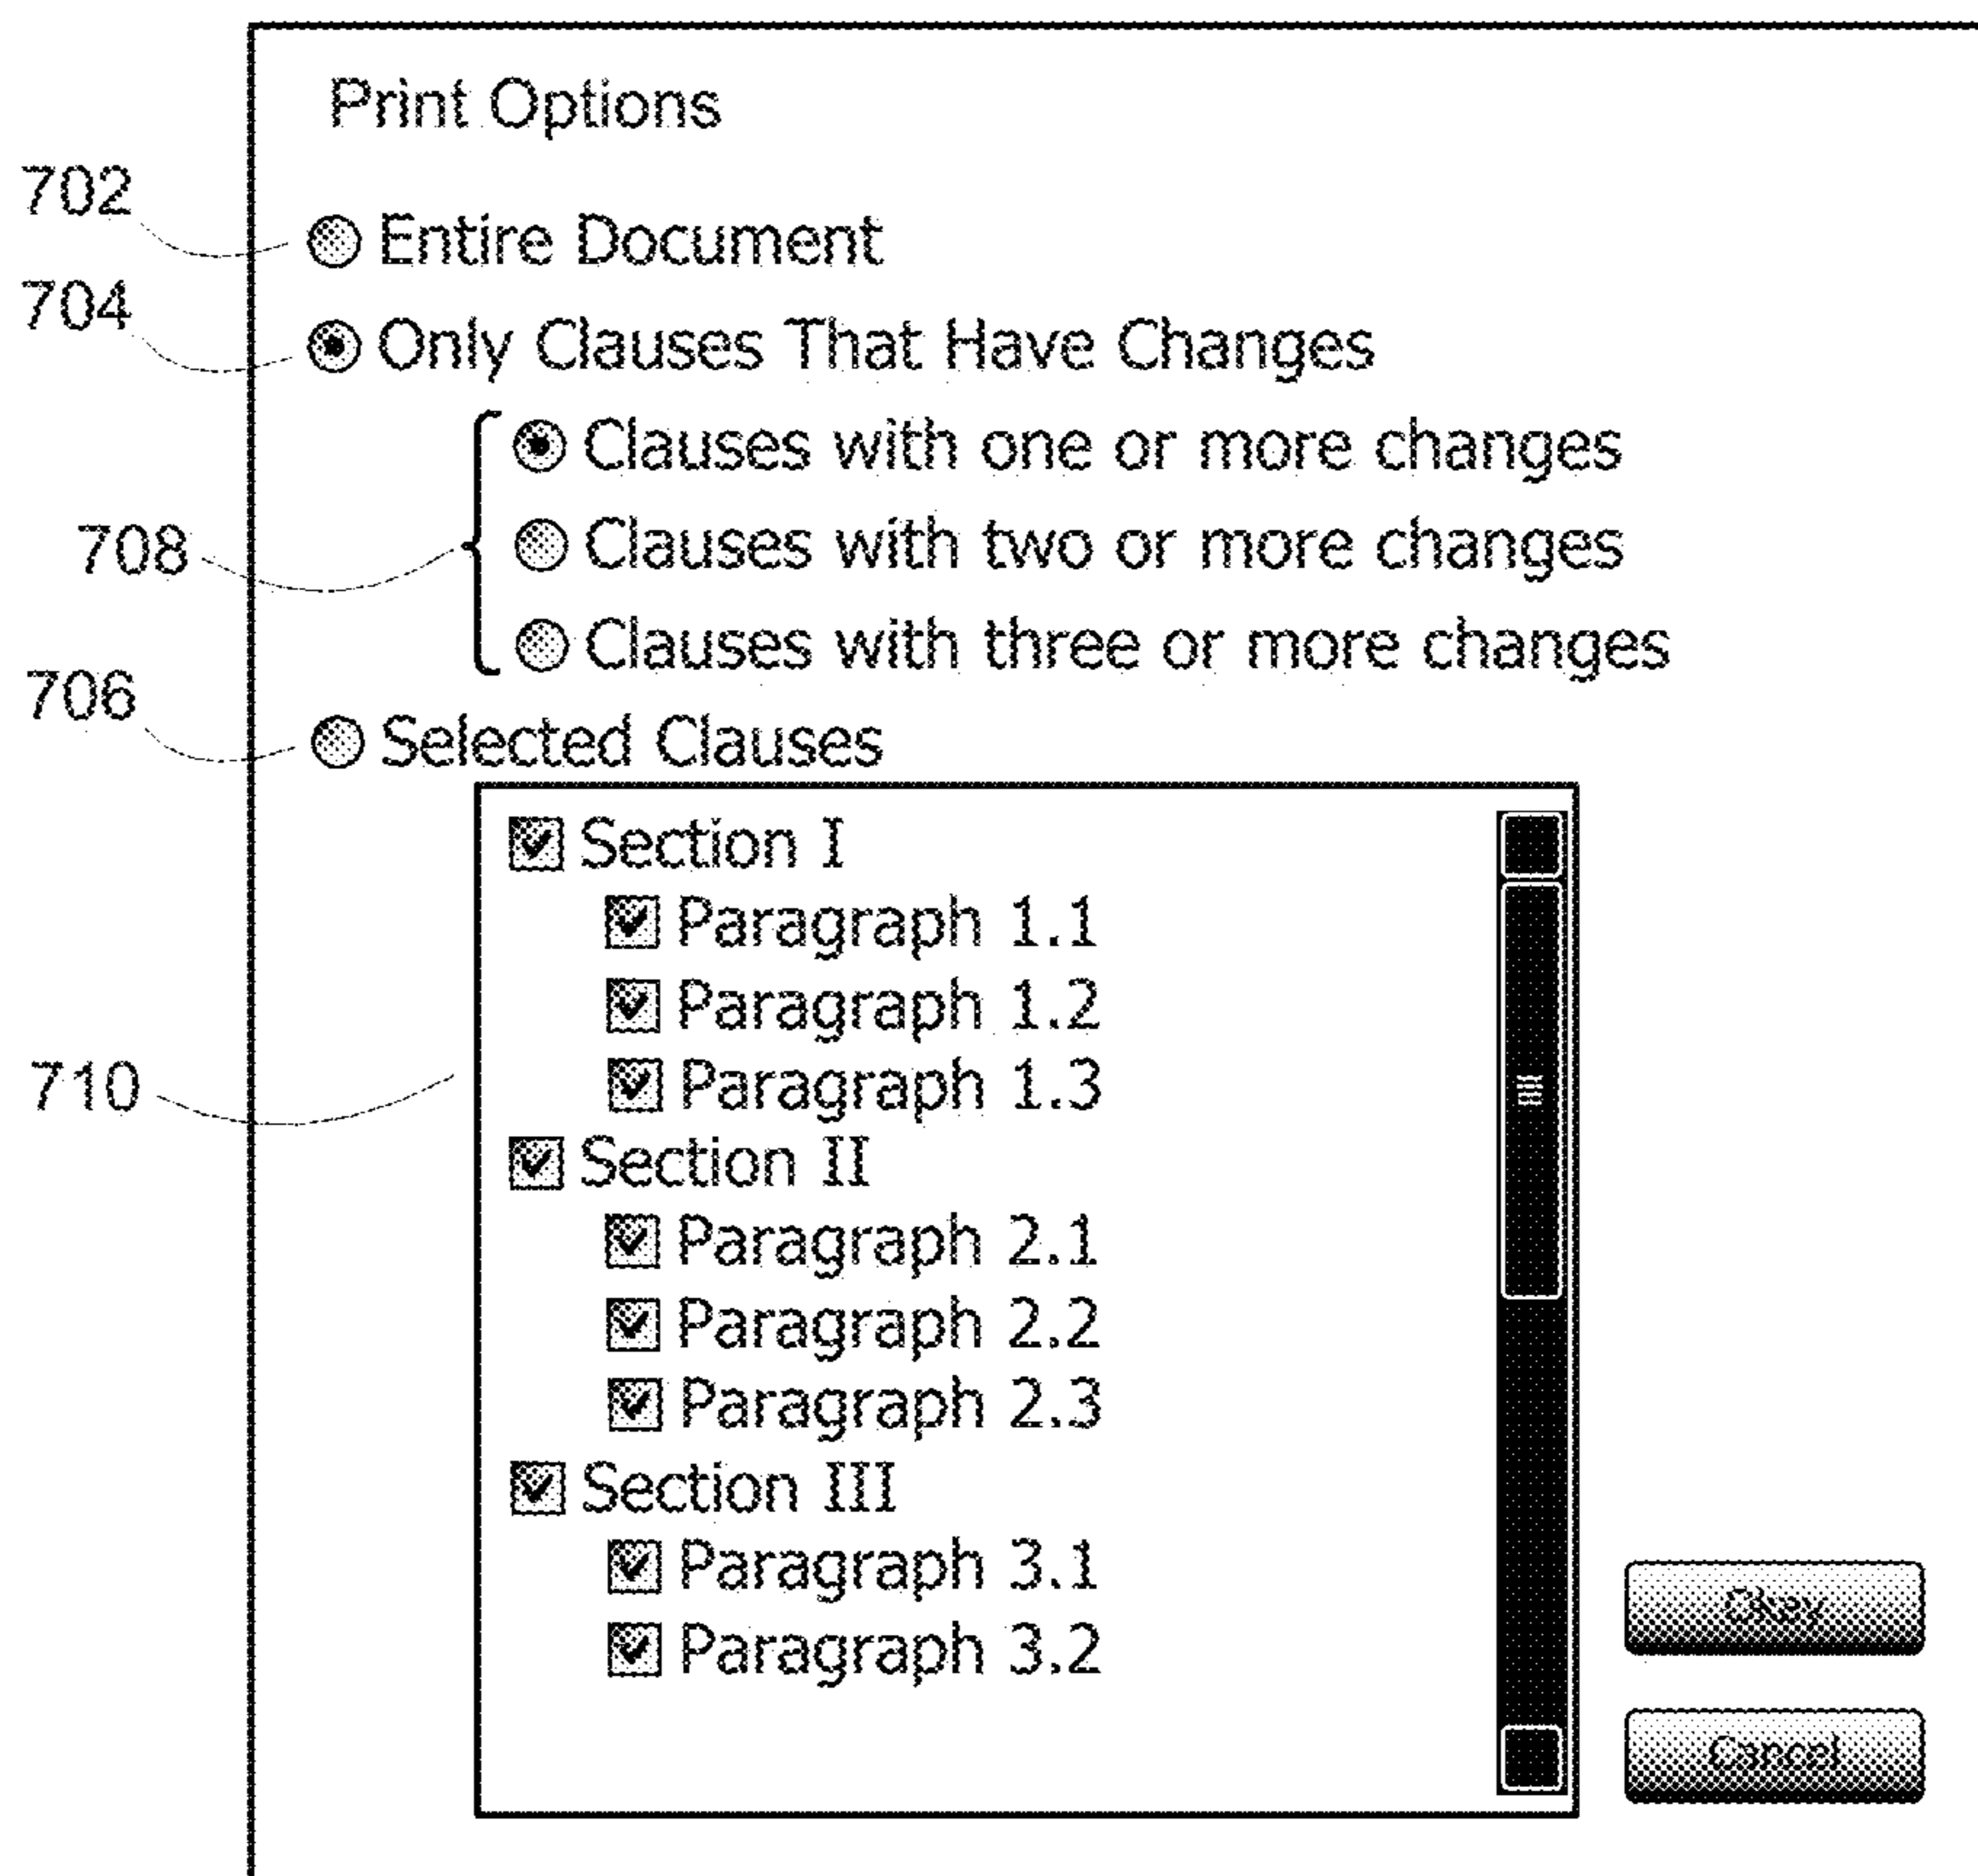 Print Options
702
Entire Document
704
Only Clauses That Have Changes
Clauses with one or more changes
708
Clauses with two or more changes
Clauses with three or more changes
706
Selected Clauses
Section I
Paragraph 1.1
Paragraph 1.2
710
Paragraph 1.3
Section II
Paragraph 2.1
Paragraph 2.2
Paragraph 2.3
Section III
Paragraph 3.1
Okay
Paragraph 3.2
Cancel